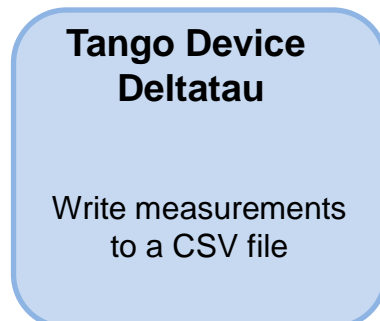 Tango Device
Deltatau
Write measurements
to a CSV file